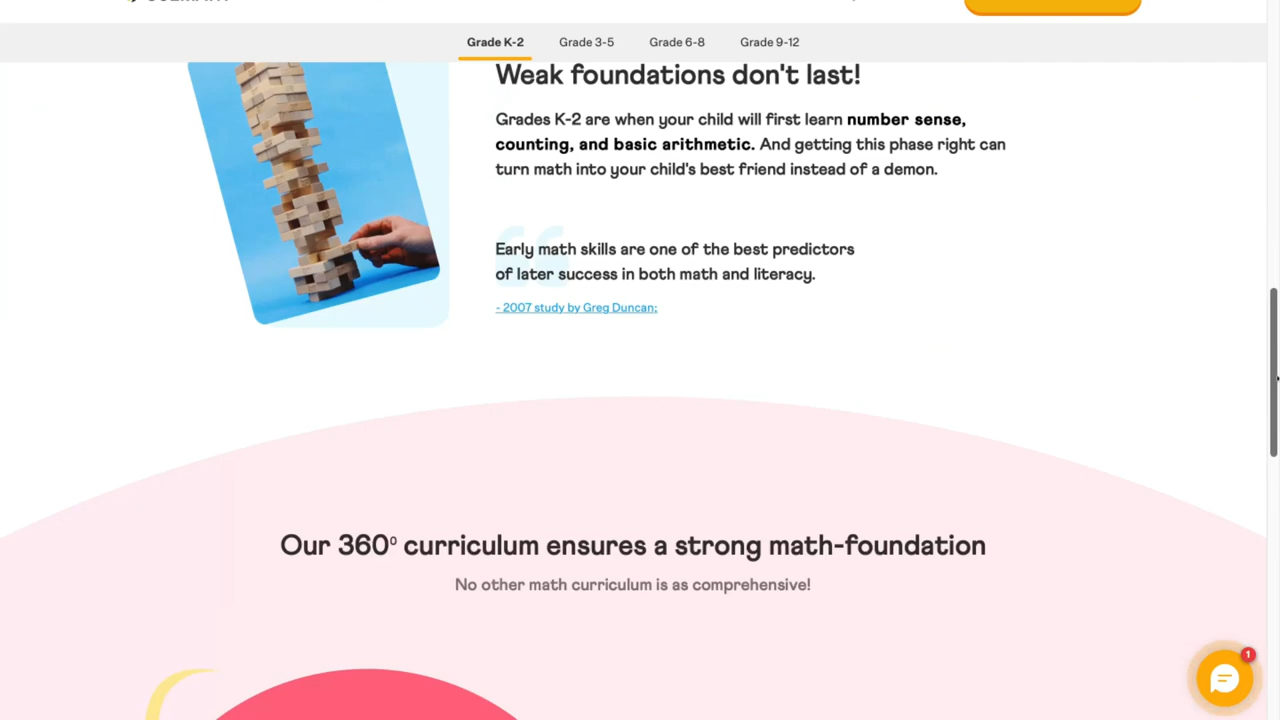 Grade K-2 Grade 3-5 Grade 6-8 Grade 9-12
Weak foundations don't last!
Grades K-2 are when your child will first learn number sense,
counting, and basic arithmetic. And getting this phase right can
turn math into your child's best friend instead of a demon.
Early math skills are one of the best predictors
of later success in both math and literacy.
- 2007 study by Greg Duncan;
Our 360⁰ curriculum ensures a strong math-foundation
No other math curriculum is as comprehensive!
1